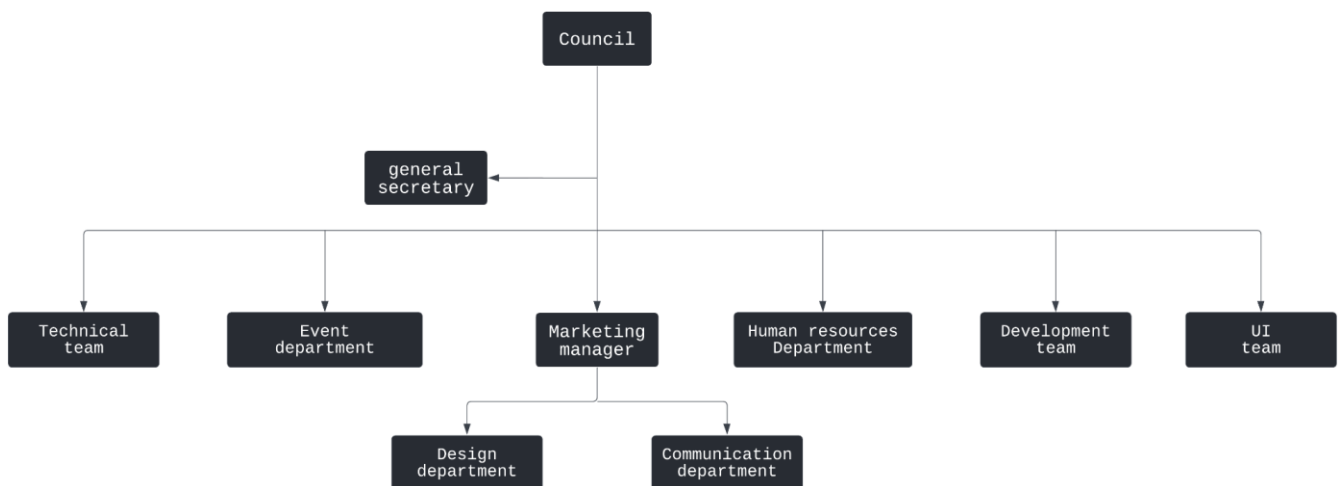 Council
general
secretary
Technical
team
Event
department
Marketing
manager
Human resources
Department
Development
team
UI
team
Design
department
Communication
department